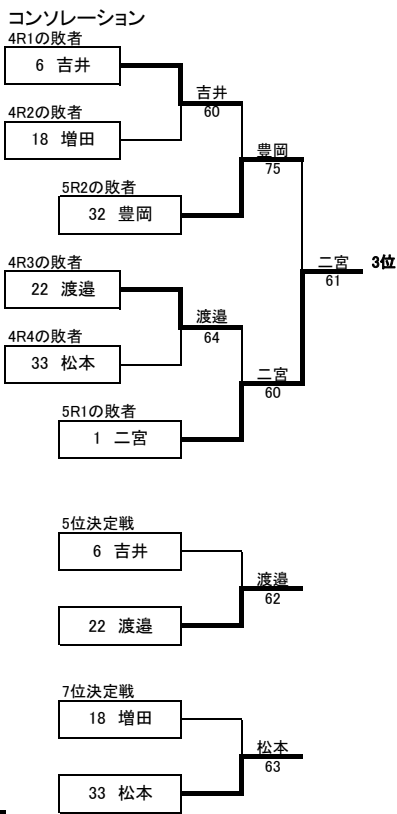 コンソレーション
4R1の敗者
6 吉井
吉井
60
4R2の敗者
18 増田
豊岡
75
5R2の敗者
32 豊岡
二宮 3位
61
4R3の敗者
22 渡邉
渡邉
64
4R4の敗者
33 松本
二宮
60
5R1の敗者
1 二宮
5位決定戦
6 吉井
渡邉
62
22 渡邉
7位決定戦
18 増田
松本
63
33 松本